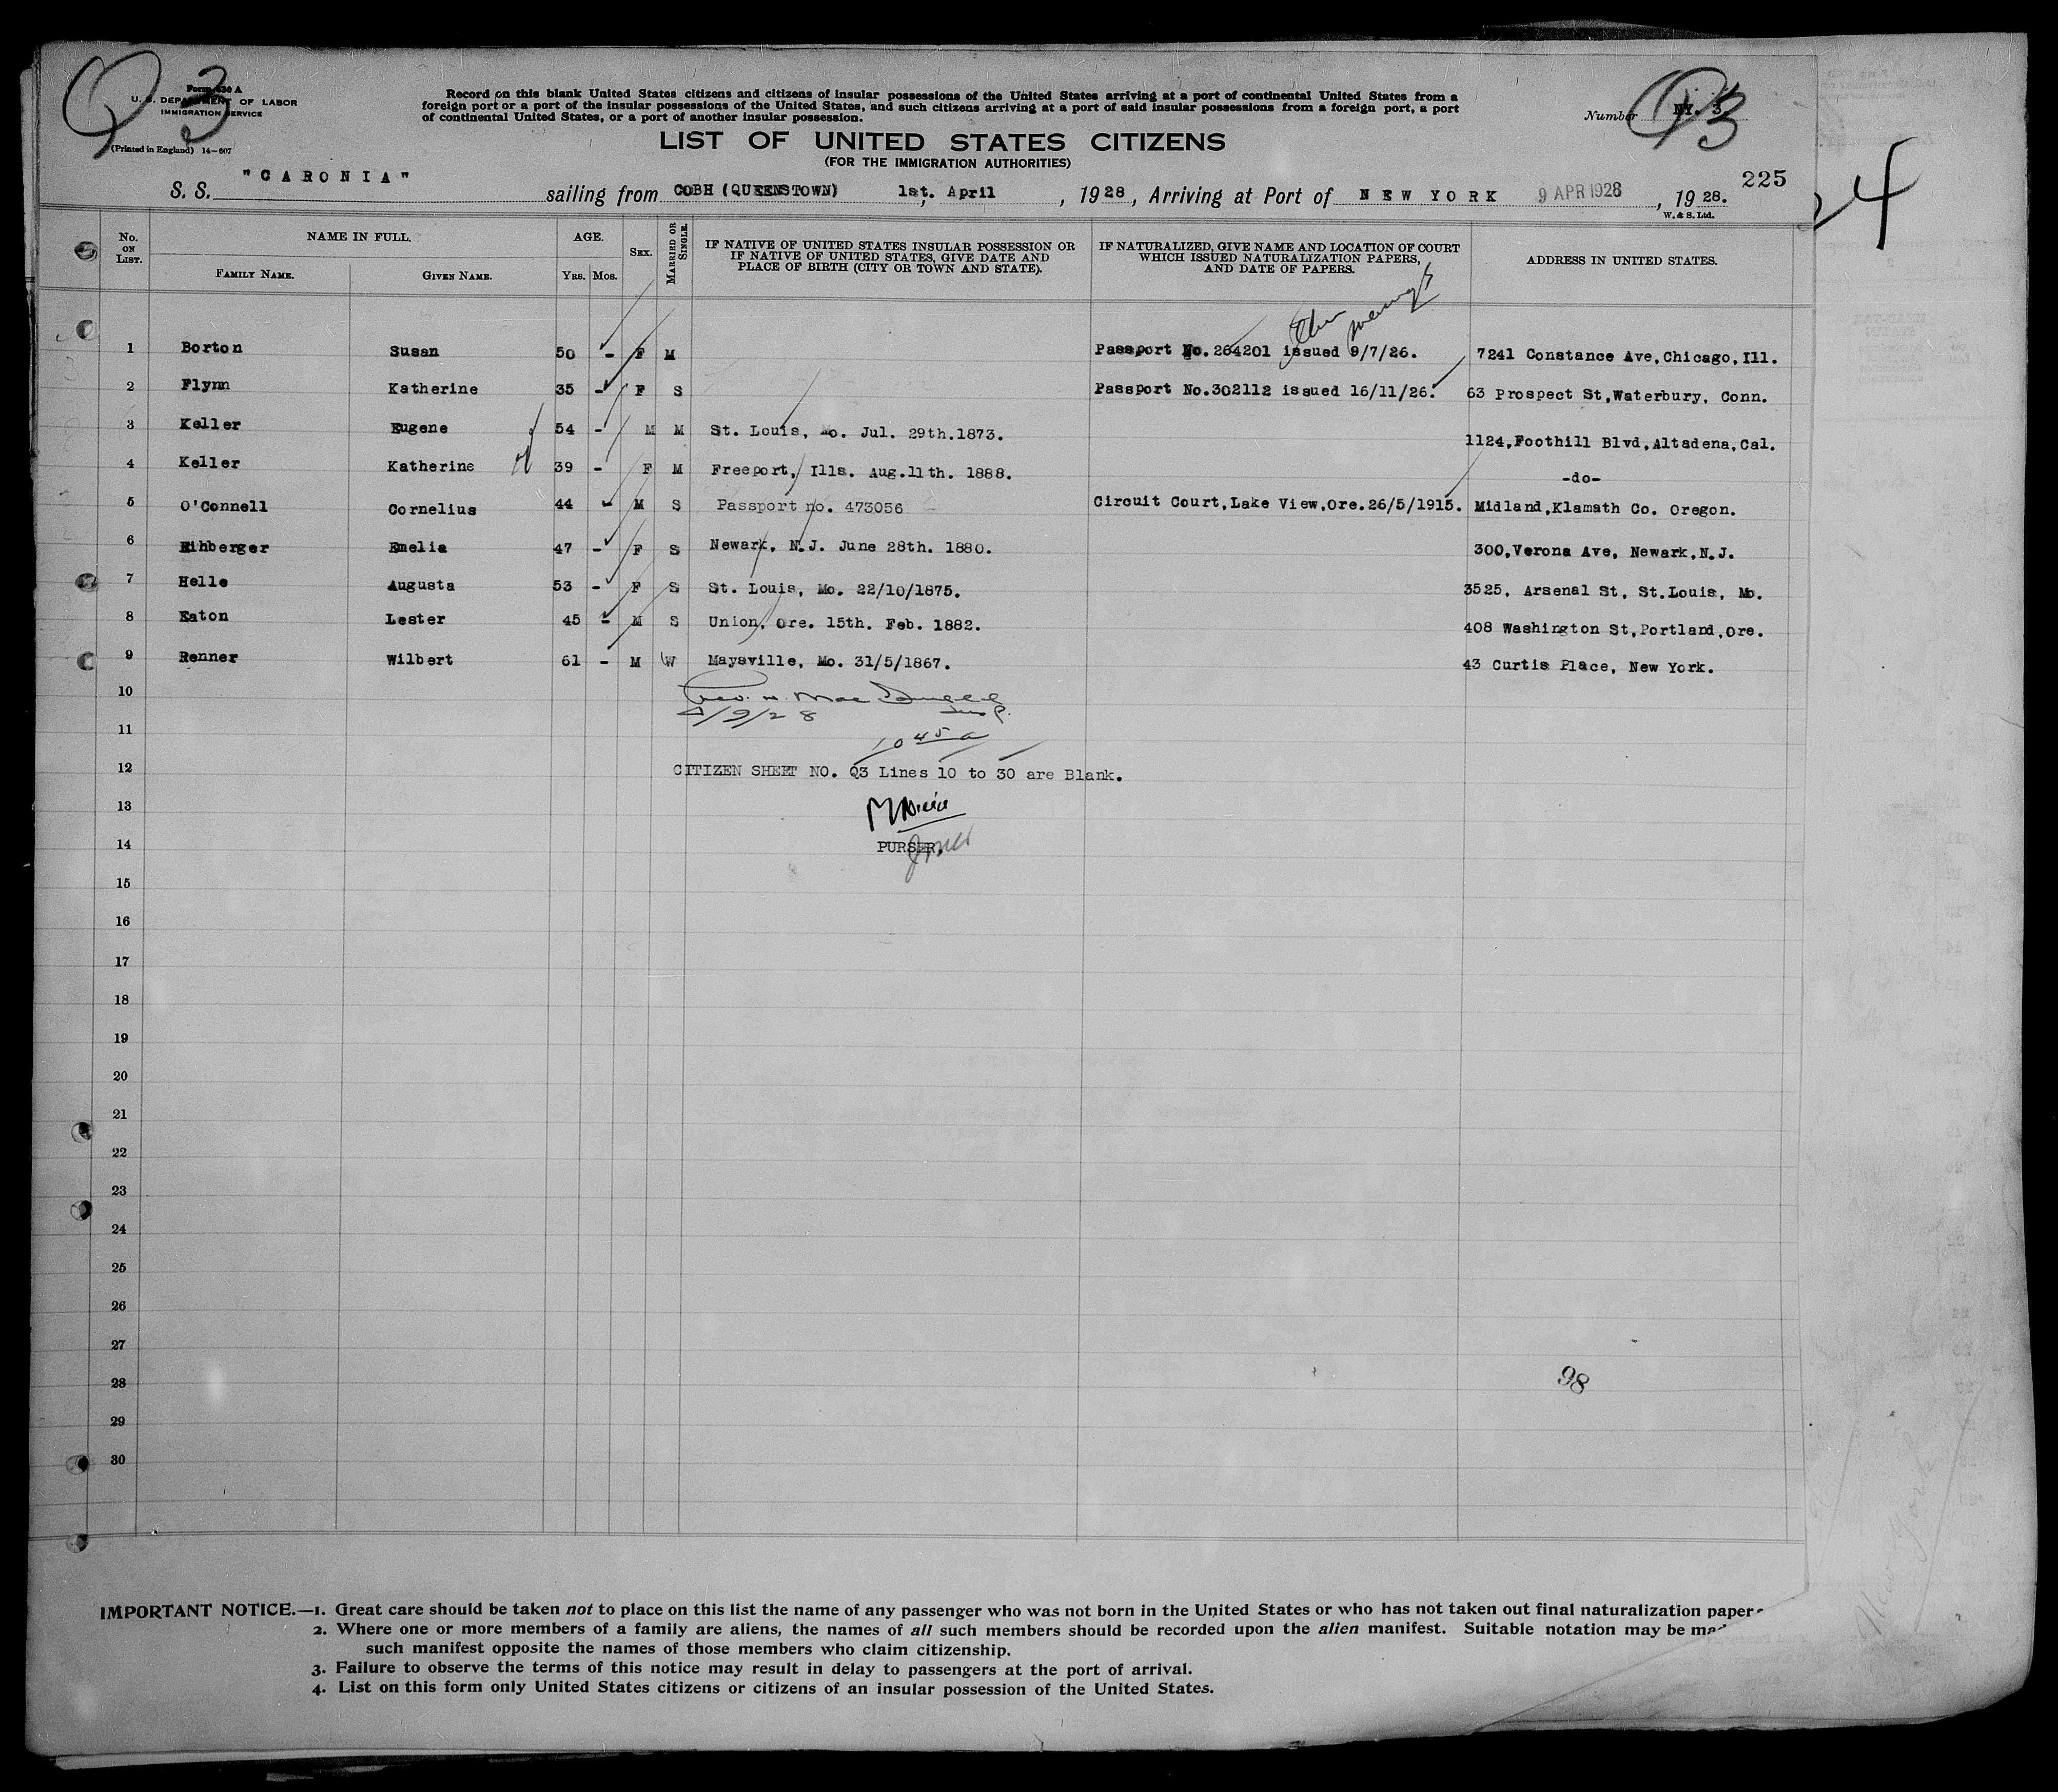 Q 3
Form 630 A
U. S. DEPARTMENT OF LABOR
IMMIGRATION SERVICE
(Printed in England) 14—607
Record on this blank United States citizens and citizens of insular possessions of the United States arriving at a port of continental United States from a
foreign port or a port of the insular possessions of the United States, and such citizens arriving at a port of said insular possessions from a foreign port, a port
of continental United States, or a port of another insular possession.
Number NY. 3
Q3
LIST OF UNITED STATES CITIZENS
(FOR THE IMMIGRATION AUTHORITIES)
24
225
S. S. "CARONIA" sailing from COBH (QUEENSTOWN) 1st. April, 1928, Arriving at Port of NEW YORK 9 APR 1928, 1928.
W. & S. Ltd.
No. ON LIST. NAME IN FULL. FAMILY NAME. GIVEN NAME. AGE. YRS. MOS. SEX. MARRIED OR SINGLE. IF NATIVE OF UNITED STATES INSULAR POSSESSION OR IF NATIVE OF UNITED STATES, GIVE DATE AND PLACE OF BIRTH (CITY OR TOWN AND STATE). IF NATURALIZED, GIVE NAME AND LOCATION OF COURT WHICH ISSUED NATURALIZATION PAPERS, AND DATE OF PAPERS. ADDRESS IN UNITED STATES.
1 Borton Susan 50 - F M Passport No. 264201 issued 9/7/26. 7241 Constance Ave, Chicago, Ill.
2 Flynn Katherine 35 - F S Passport No.302112 issued 16/11/26. 63 Prospect St, Waterbury, Conn.
3 Keller Eugene 54 - M M St. Louis, Mo. Jul. 29th.1873. 1124, Foothill Blvd, Altadena, Cal.
4 Keller Katherine 39 - F M Freeport, Ills. Aug.11th. 1888. -do-
5 O'Connell Cornelius 44 - M S Passport no. 473056 Circuit Court, Lake View, Ore. 26/5/1915. Midland, Klamath Co. Oregon.
6 Eihberger Emelia 47 - F S Newark, N.J. June 28th. 1880. 300, Verona Ave, Newark, N.J.
7 Helle Augusta 53 - F S St. Louis, Mo. 22/10/1875. 3525, Arsenal St, St. Louis, Mo.
8 Eaton Lester 45 - M S Union, Ore. 15th. Feb. 1882. 408 Washington St, Portland, Ore.
9 Renner Wilbert 61 - M W Maysville, Mo. 31/5/1867. 43 Curtis Place, New York.
10
4/9/28 Insp.
11
10 45 a
12 CITIZEN SHEET NO. Q3 Lines 10 to 30 are Blank.
13
14 PURSER.
15
16
17
18
19
20
21
22
23
24
25
26
27
28 98
29
30
IMPORTANT NOTICE.—1. Great care should be taken not to place on this list the name of any passenger who was not born in the United States or who has not taken out final naturalization papers
2. Where one or more members of a family are aliens, the names of all such members should be recorded upon the alien manifest. Suitable notation may be mad
such manifest opposite the names of those members who claim citizenship.
3. Failure to observe the terms of this notice may result in delay to passengers at the port of arrival.
4. List on this form only United States citizens or citizens of an insular possession of the United States.
New York